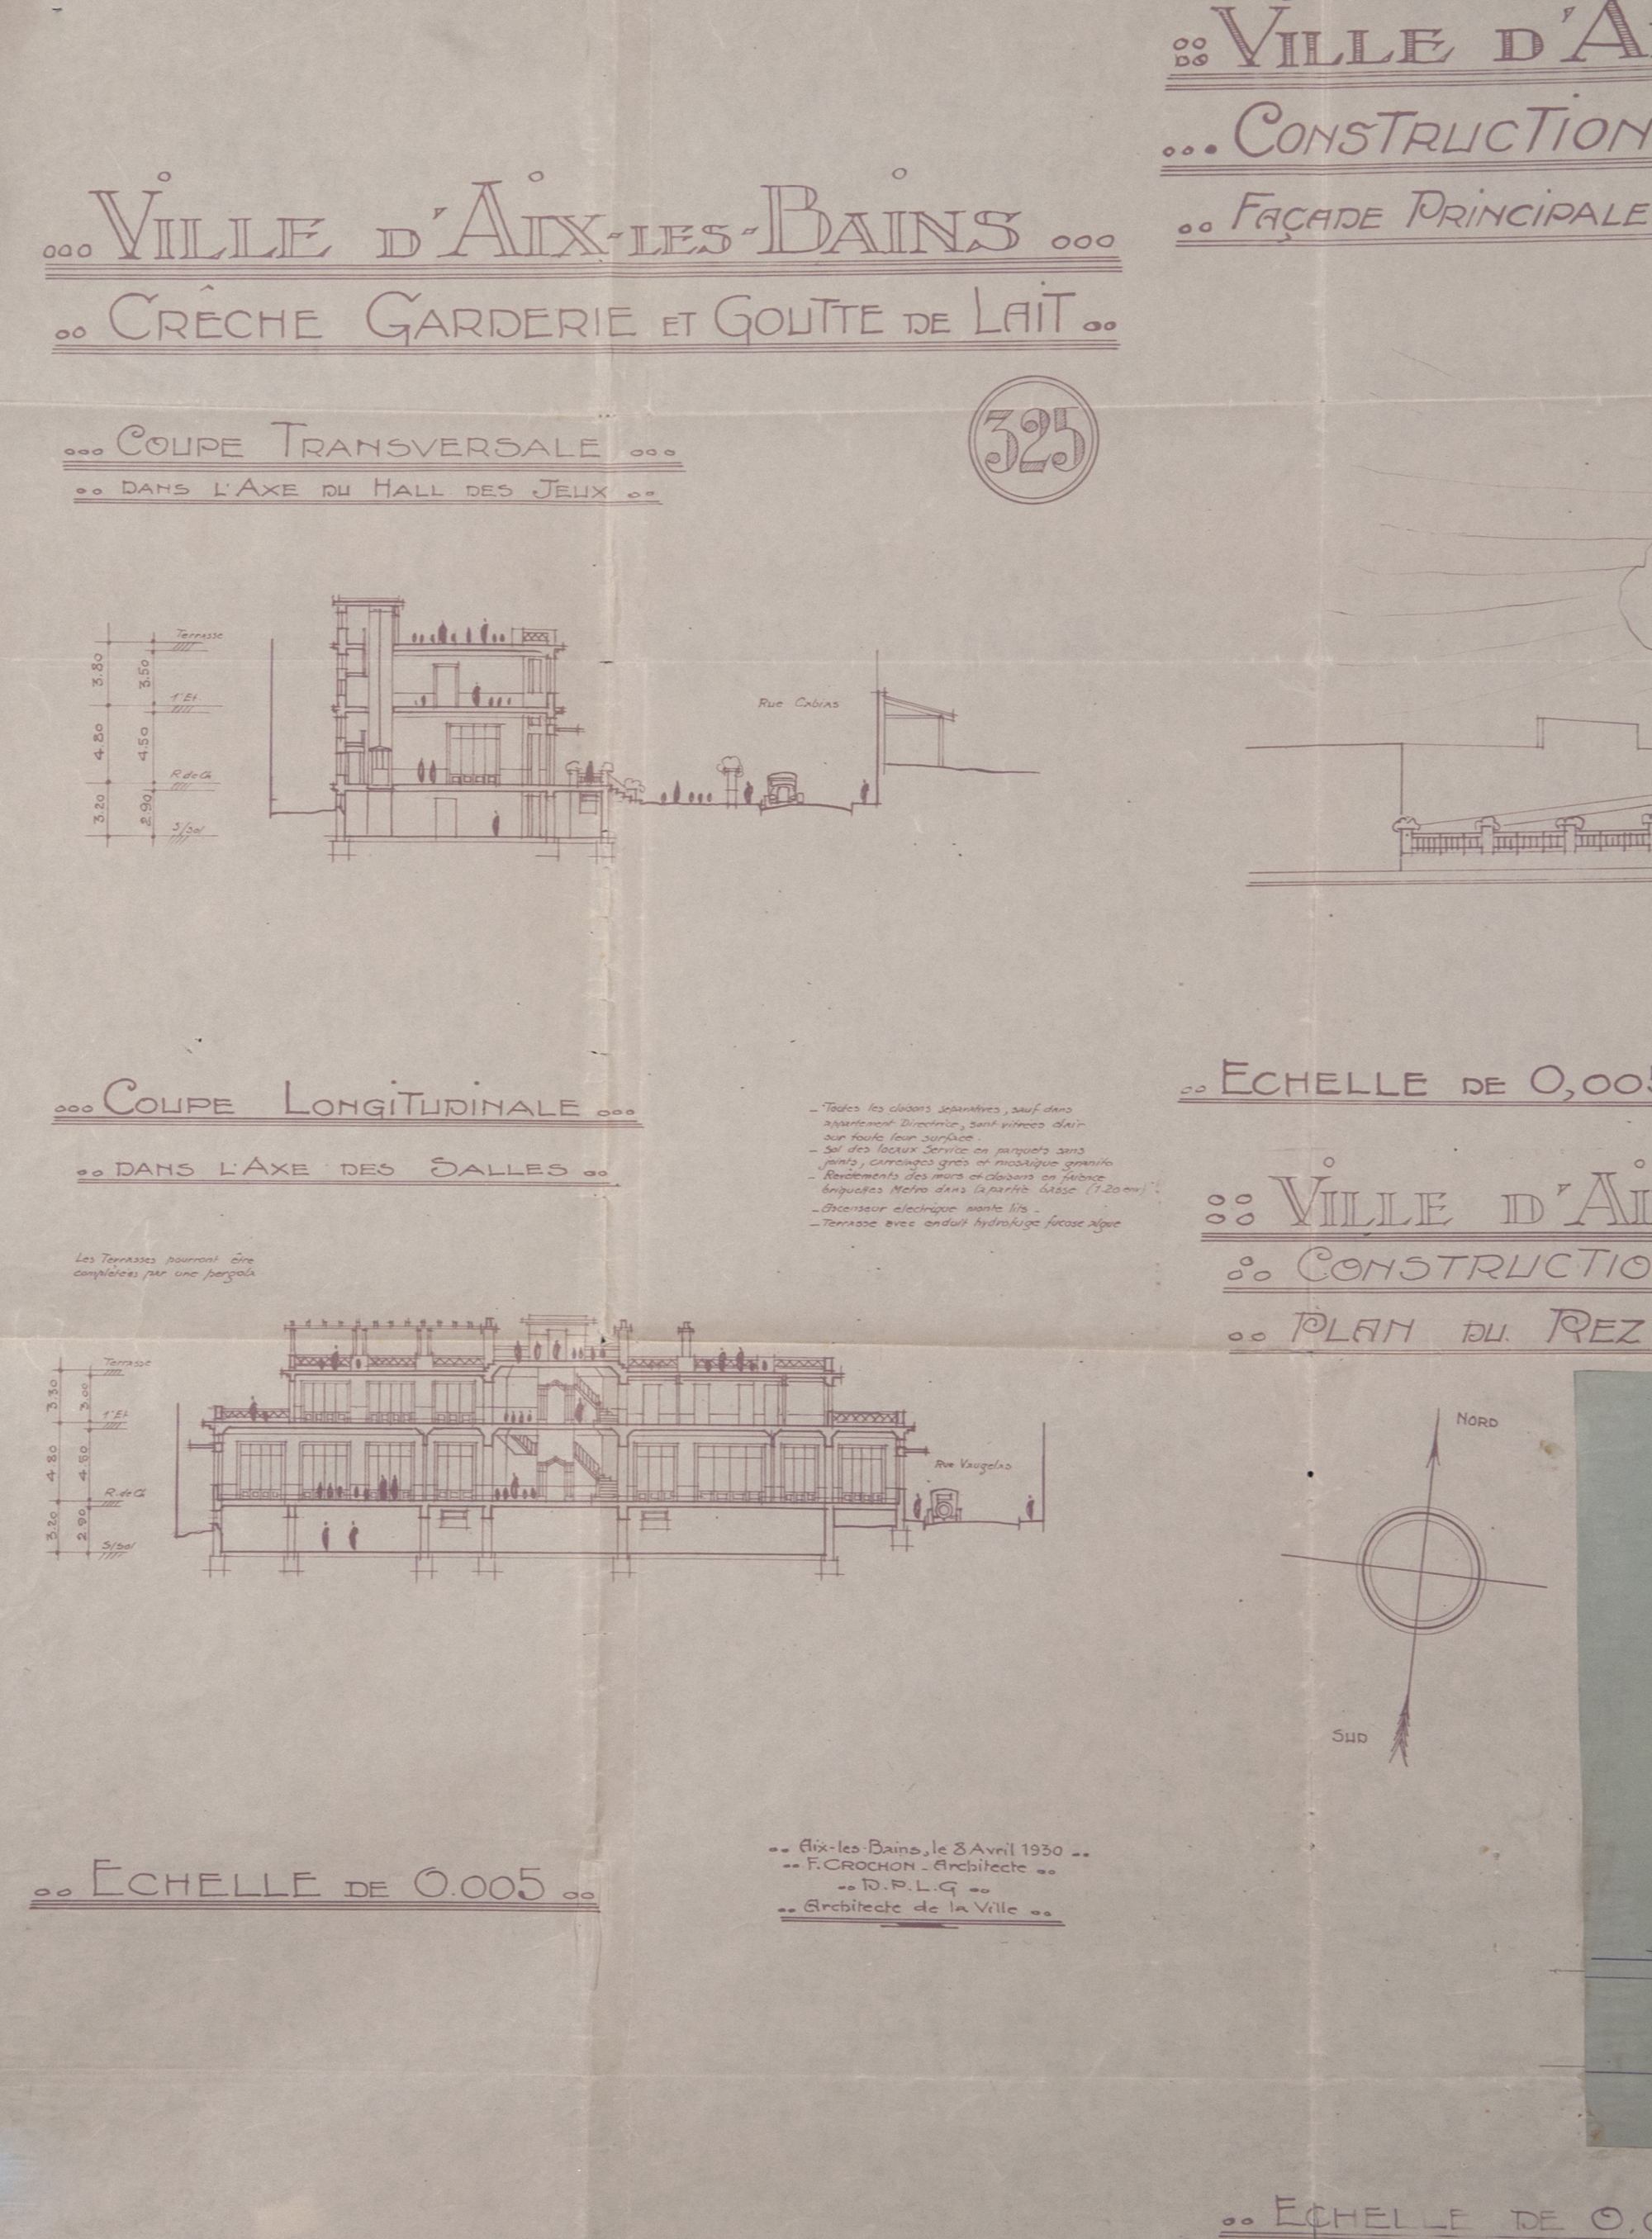 VILLE D'AIX-LES-BAINS
CRÊCHE GARDERIE ET GOUTTE DE LAIT
325
COUPE TRANSVERSALE
DANS L'AXE DU HALL DES JEUX
Terrasse
3.80
3.50
1er Et
4.80
4.50
R. de Ch
3.20
2.90
S/Sol
Rue Cabias
COUPE LONGITUDINALE
DANS L'AXE DES SALLES
– Toutes les cloisons separatives, sauf dans
appartement Directrice, sont vitrees clair
sur toute leur surface.
– Sol des locaux Service en parquets sans
joints, carrelages grès et mosaïque granito
– Revêtements des murs et cloisons en faïence
briquettes Metro dans la partie basse (1.20 env)
– Ascenseur electrique monte lits –
– Terrasse avec enduit hydrofuge
Les Terrasses pourront être
complétées par une pergola
Terrasse
3.30
3.00
1er Et
4.80
4.50
R. de Ch
3.20
2.90
S/Sol
Rue Vaugelas
ECHELLE DE 0.005
Aix-les-Bains, le 8 Avril 1930
F. CROCHON – Architecte
D.P.L.G
Architecte de la Ville
VILLE D'A
CONSTRUCTION
FAÇADE PRINCIPALE
ECHELLE DE 0,005
VILLE D'AI
CONSTRUCTIO
PLAN DU REZ
NORD
SUD
ECHELLE DE 0.